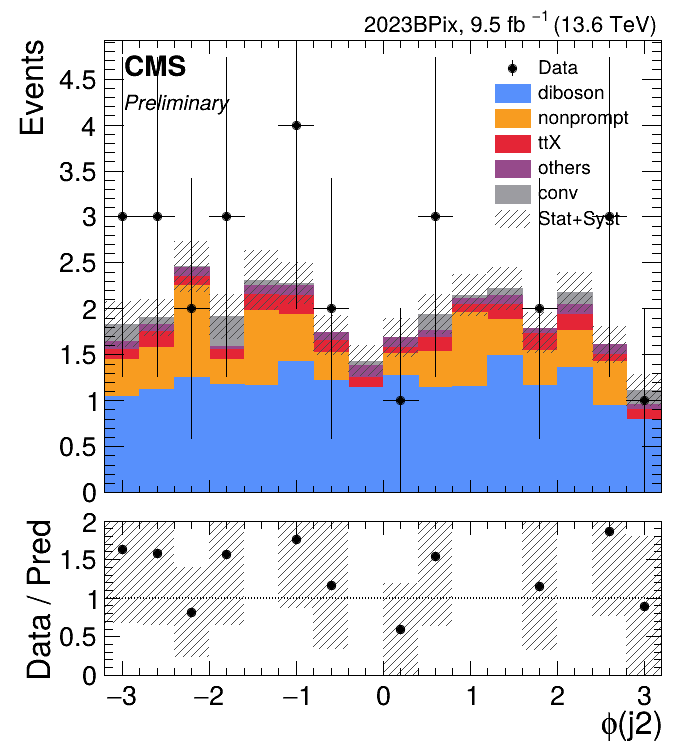 2023BPix, 9.5 fb ⁻¹ (13.6 TeV)
CMS
Preliminary
Data
diboson
nonprompt
ttX
others
conv
Stat+Syst
Events
4.5
4
3.5
3
2.5
2
1.5
1
0.5
0
Data / Pred
2
1.5
1
0.5
0
−3 −2 −1 0 1 2 3
ϕ(j2)